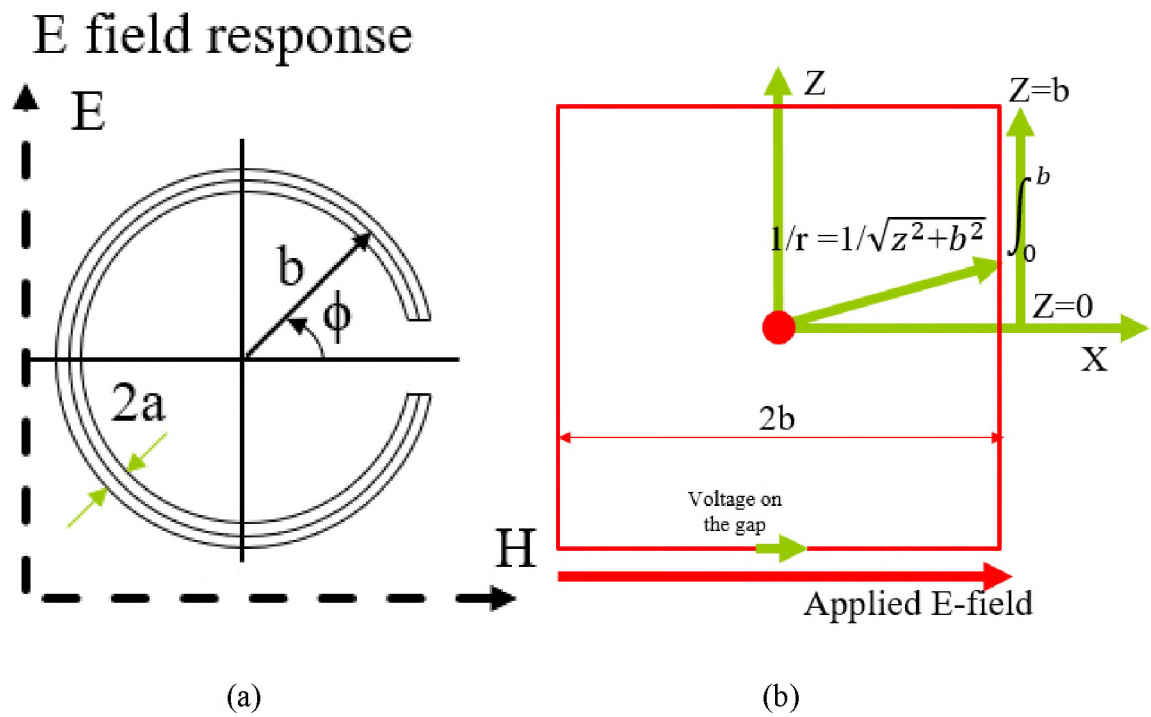 E field response
E
b
ϕ
2a
H
(a)
Z
Z=b
∫₀ᵇ
1/r =1/√z²+b²
Z=0
X
2b
Voltage on
the gap
Applied E-field
(b)